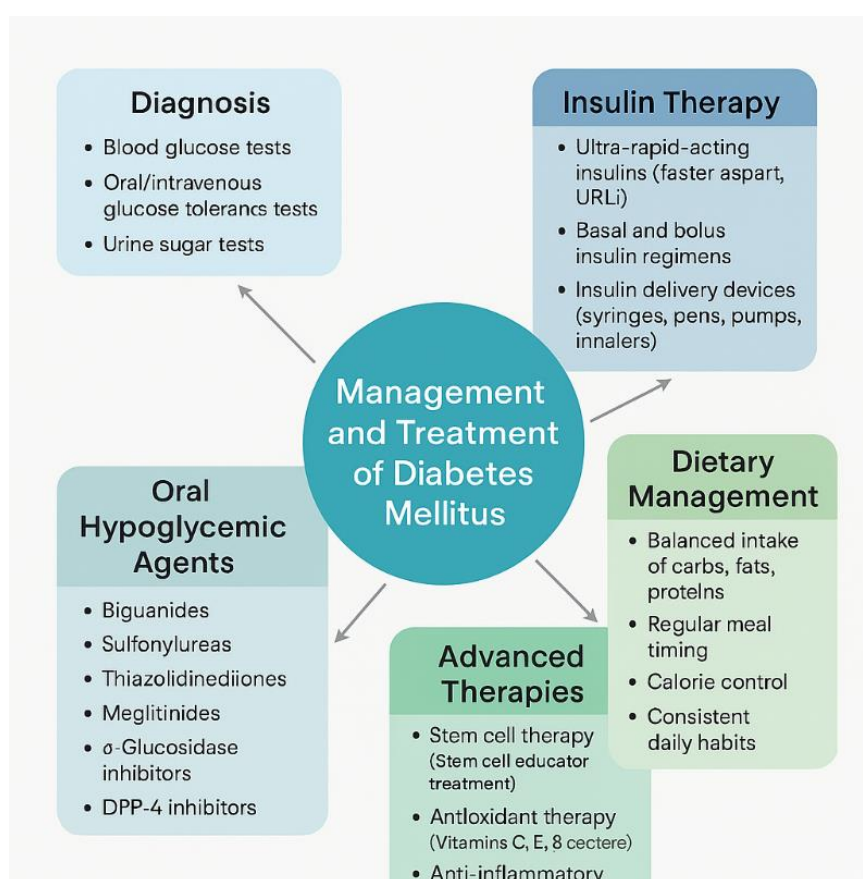 Diagnosis
• Blood glucose tests
• Oral/intravenous
glucose tolerancs tests
• Urine sugar tests
Insulin Therapy
• Ultra-rapid-acting
insulins (faster aspart,
URLi)
• Basal and bolus
insulin regimens
• Insulin delivery devices
(syringes, pens, pumps,
innalers)
Management
and Treatment
of Diabetes
Mellitus
Oral
Hypoglycemic
Agents
• Biguanides
• Sulfonylureas
• Thiazolidinediiones
• Meglitinides
• σ-Glucosidase
inhibitors
• DPP-4 inhibitors
Advanced
Therapies
• Stem cell therapy
(Stem cell educator
treatment)
• Antloxidant therapy
(Vitamins C, E, 8 cectere)
• Anti-inflammatory
Dietary
Management
• Balanced intake
of carbs, fats,
protelns
• Regular meal
timing
• Calorie control
• Consistent
daily habits